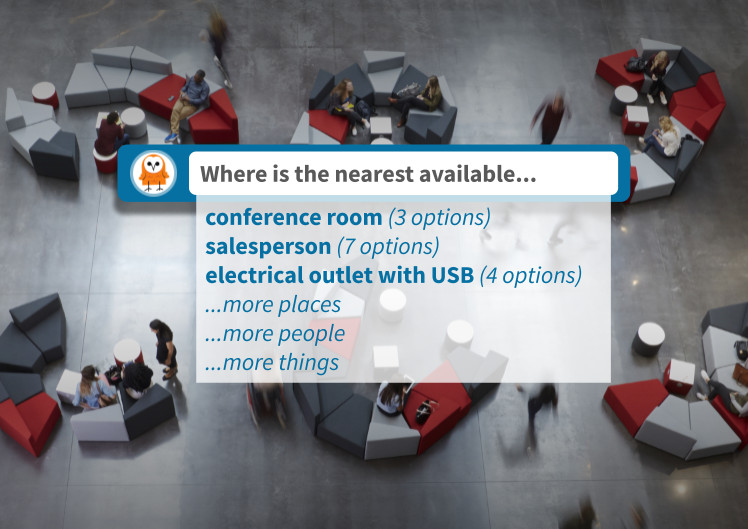 Where is the nearest available...
conference room (3 options)
salesperson (7 options)
electrical outlet with USB (4 options)
...more places
...more people
...more things